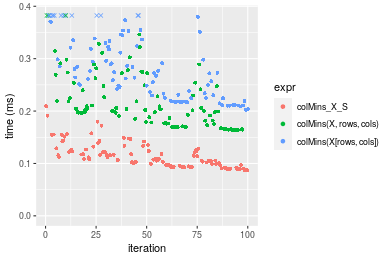 0.4
0.3
0.2
0.1
0.0
time (ms)
0
25
50
75
100
iteration
expr
colMins_X_S
colMins(X, rows, cols)
colMins(X[rows, cols])